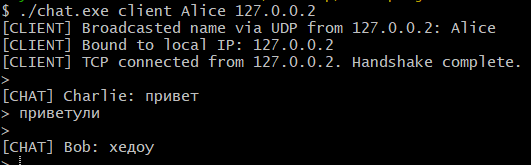 $ ./chat.exe client Alice 127.0.0.2
[CLIENT] Broadcasted name via UDP from 127.0.0.2: Alice
[CLIENT] Bound to local IP: 127.0.0.2
[CLIENT] TCP connected from 127.0.0.2. Handshake complete.
>
[CHAT] Charlie: привет
> приветули
>
[CHAT] Bob: хедоу
>